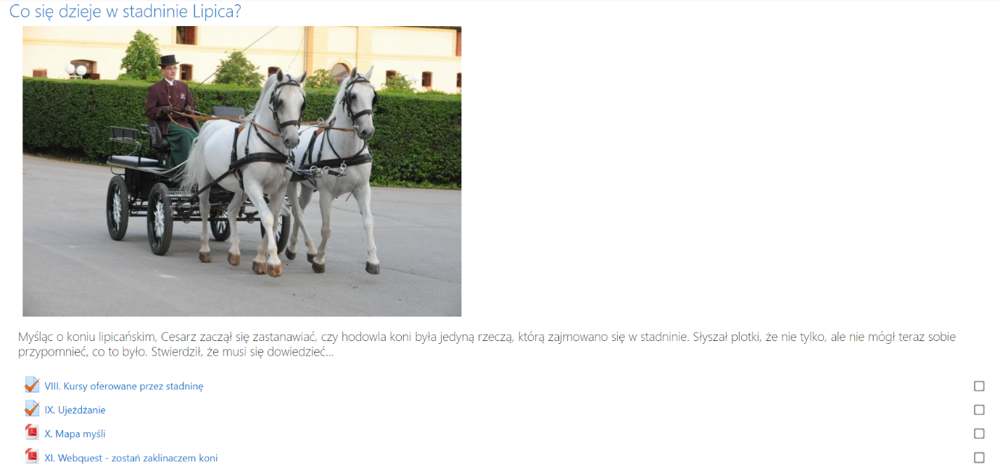 Co się dzieje w stadninie Lipica?
Myśląc o koniu lipicańskim, Cesarz zaczął się zastanawiać, czy hodowla koni była jedyną rzeczą, którą zajmowano się w stadninie. Słyszał plotki, że nie tylko, ale nie mógł teraz sobie
przypomnieć, co to było. Stwierdził, że musi się dowiedzieć...
VIII. Kursy oferowane przez stadninę
IX. Ujeżdżanie
X. Mapa myśli
XI. Webquest - zostań zaklinaczem koni